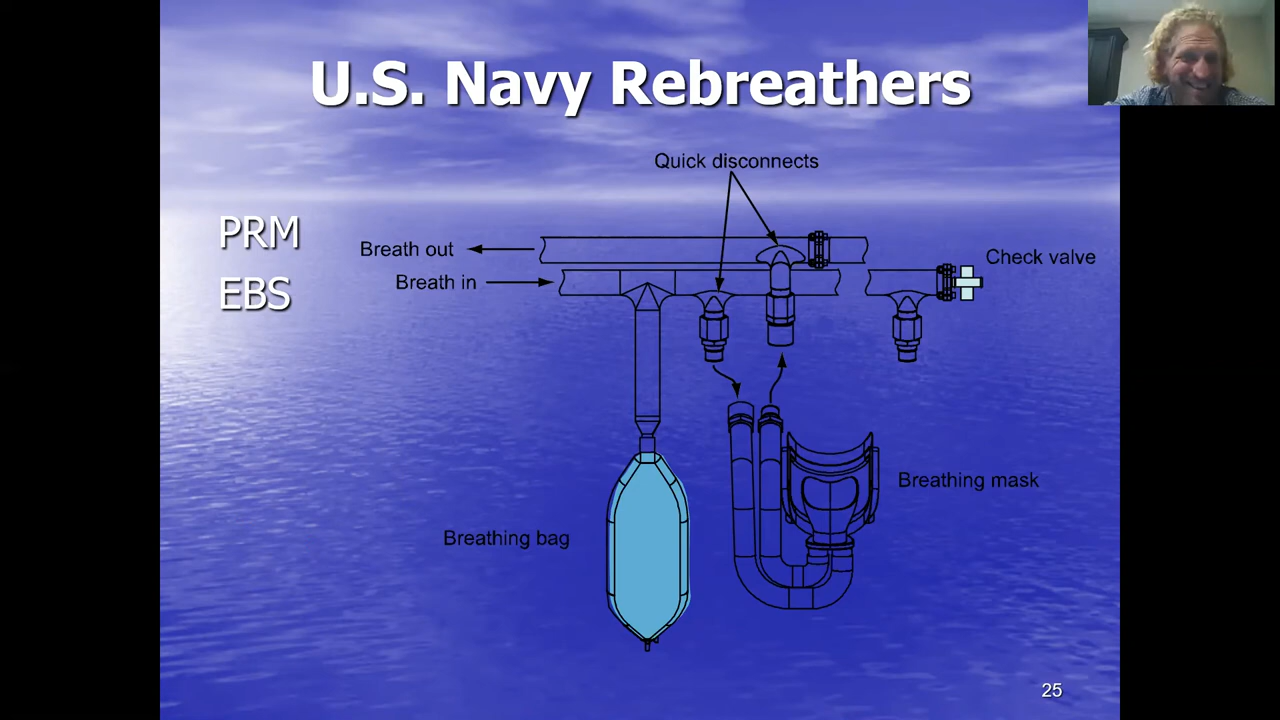 U.S. Navy Rebreathers
PRM
EBS
Quick disconnects
Breath out
Breath in
Check valve
Breathing mask
Breathing bag
25